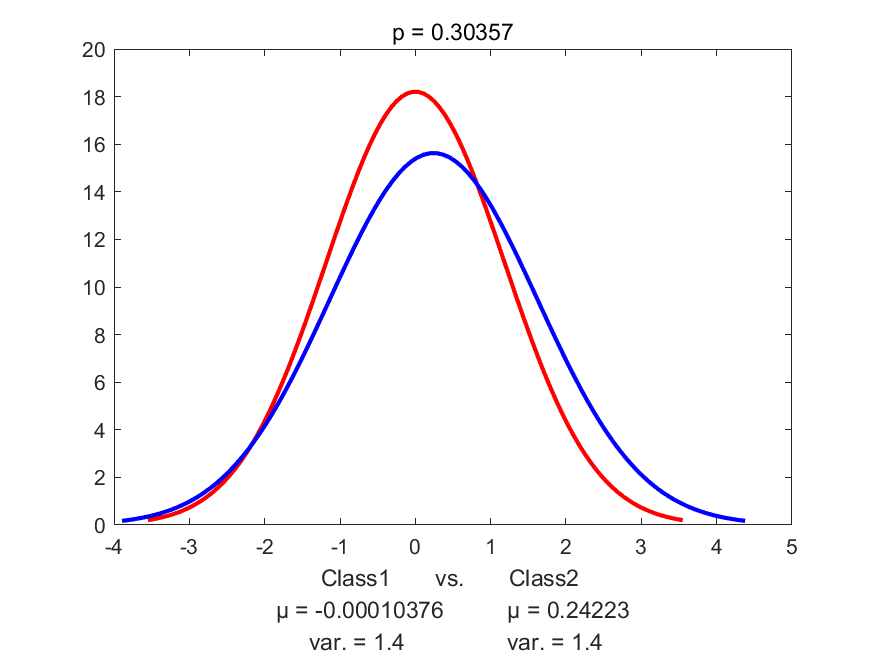 p = 0.30357
20
18
16
14
12
10
8
6
4
2
0
-4 -3 -2 -1 0 1 2 3 4 5
Class1 vs. Class2
μ = -0.00010376 μ = 0.24223
var. = 1.4 var. = 1.4